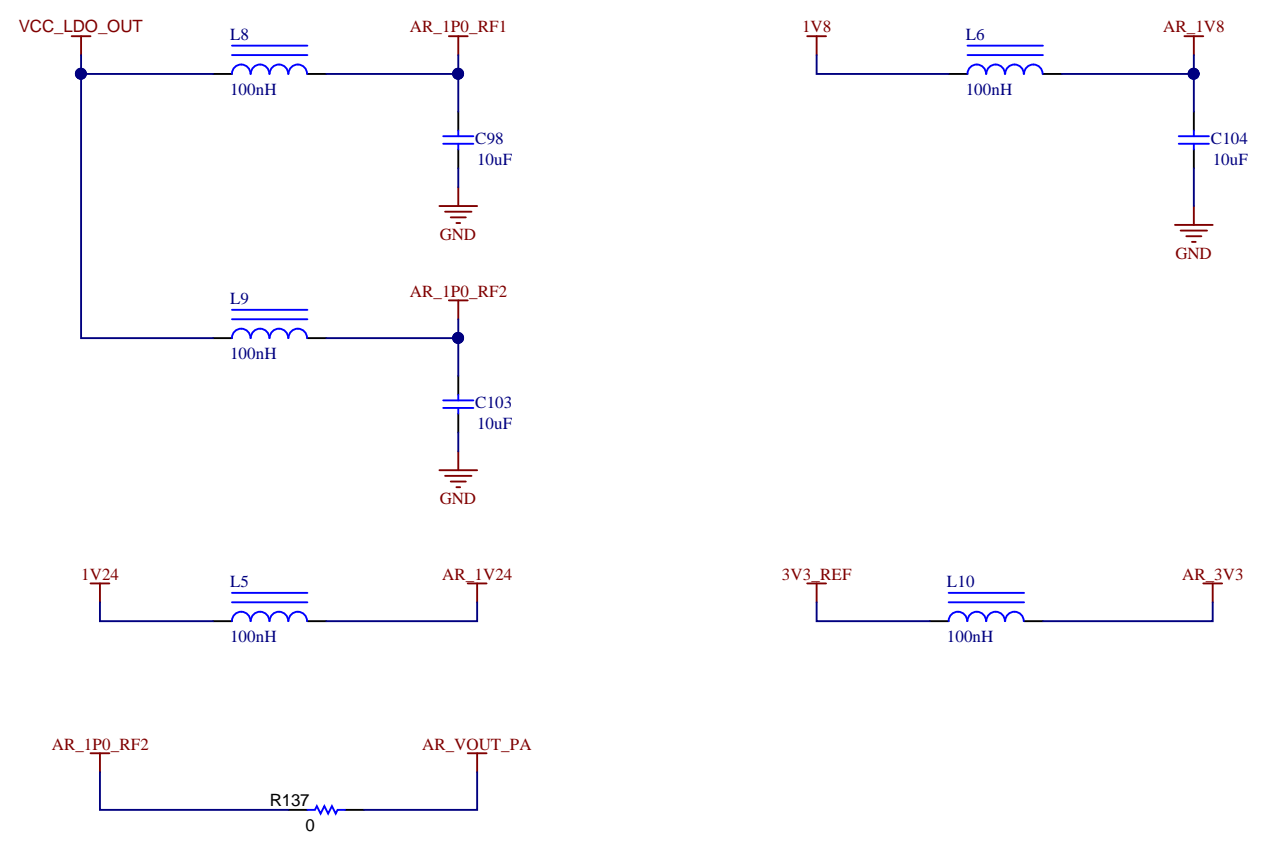 VCC_LDO_OUT
L8
100nH
AR_1P0_RF1
C98
10uF
GND
1V8
L6
100nH
AR_1V8
C104
10uF
GND
L9
100nH
AR_1P0_RF2
C103
10uF
GND
1V24
L5
100nH
AR_1V24
3V3_REF
L10
100nH
AR_3V3
AR_1P0_RF2
R137
0
AR_VOUT_PA